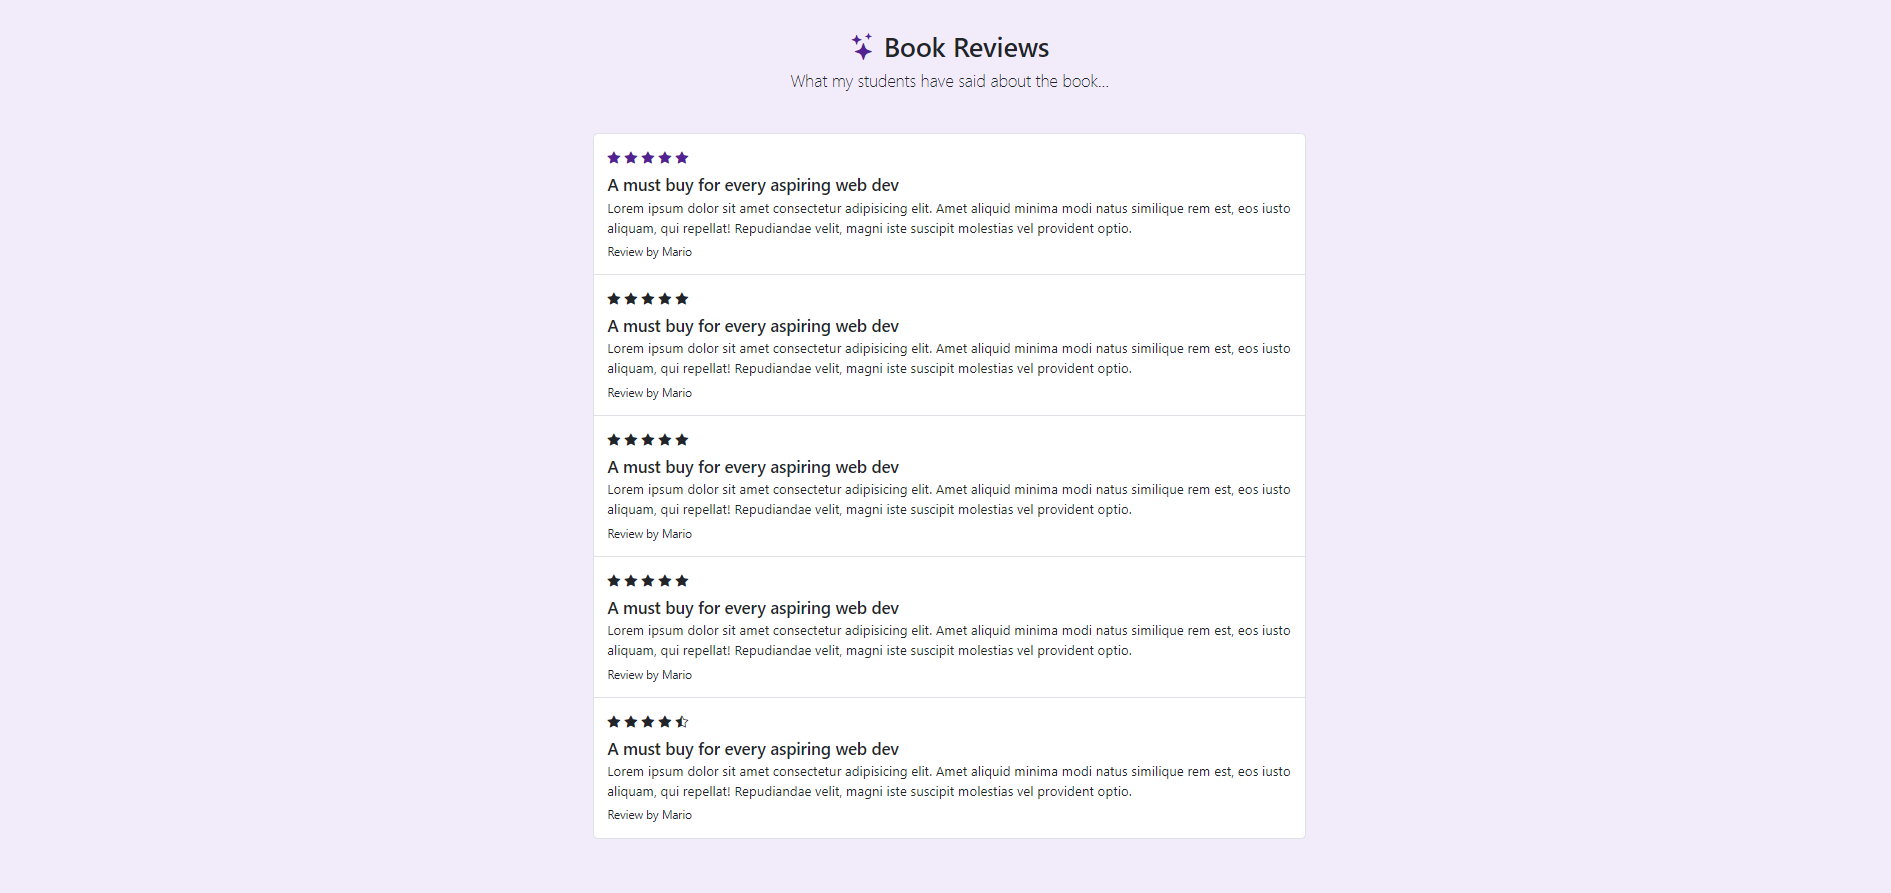 Book Reviews
What my students have said about the book...
A must buy for every aspiring web dev
Lorem ipsum dolor sit amet consectetur adipisicing elit. Amet aliquid minima modi natus similique rem est, eos iusto
aliquam, qui repellat! Repudiandae velit, magni iste suscipit molestias vel provident optio.
Review by Mario
A must buy for every aspiring web dev
Lorem ipsum dolor sit amet consectetur adipisicing elit. Amet aliquid minima modi natus similique rem est, eos iusto
aliquam, qui repellat! Repudiandae velit, magni iste suscipit molestias vel provident optio.
Review by Mario
A must buy for every aspiring web dev
Lorem ipsum dolor sit amet consectetur adipisicing elit. Amet aliquid minima modi natus similique rem est, eos iusto
aliquam, qui repellat! Repudiandae velit, magni iste suscipit molestias vel provident optio.
Review by Mario
A must buy for every aspiring web dev
Lorem ipsum dolor sit amet consectetur adipisicing elit. Amet aliquid minima modi natus similique rem est, eos iusto
aliquam, qui repellat! Repudiandae velit, magni iste suscipit molestias vel provident optio.
Review by Mario
A must buy for every aspiring web dev
Lorem ipsum dolor sit amet consectetur adipisicing elit. Amet aliquid minima modi natus similique rem est, eos iusto
aliquam, qui repellat! Repudiandae velit, magni iste suscipit molestias vel provident optio.
Review by Mario